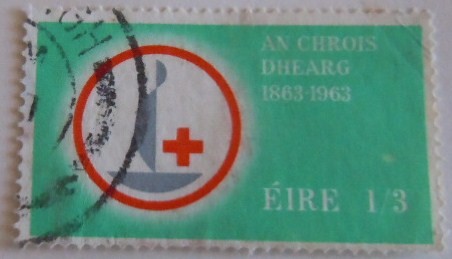 AN CHROIS
DHEARG
1863-1963
ÉIRE 1/3